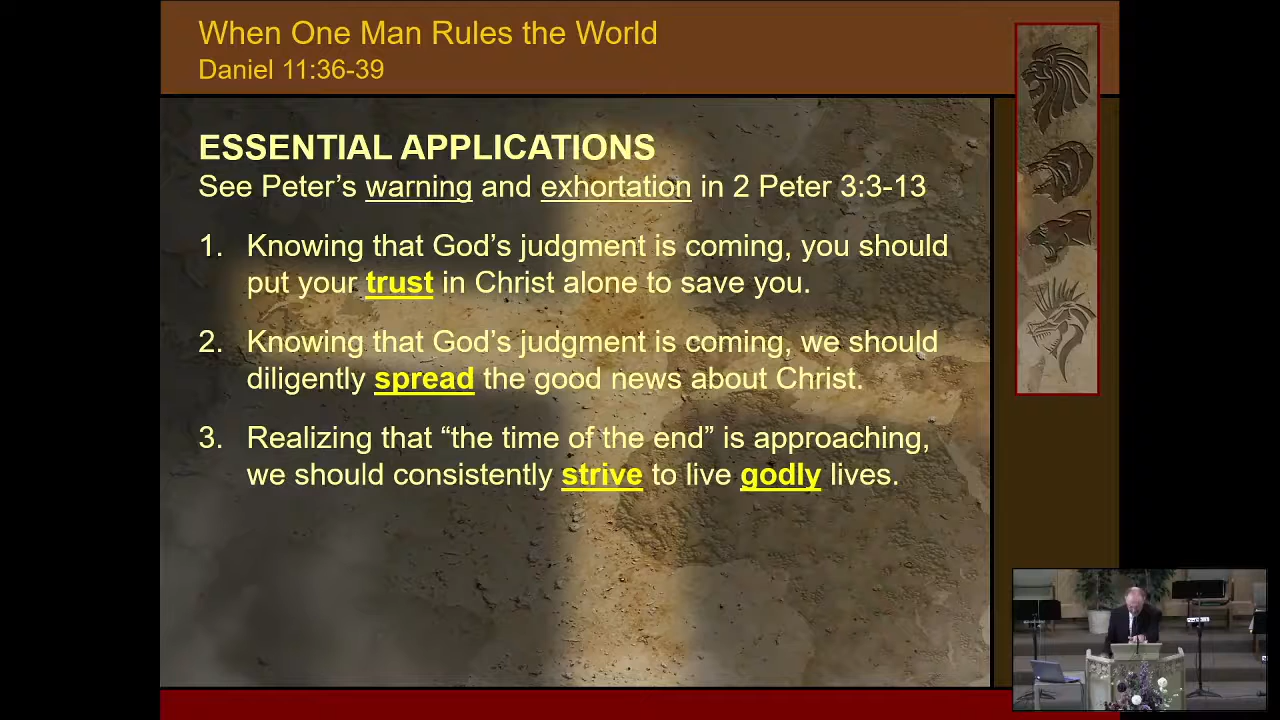 When One Man Rules the World
Daniel 11:36-39
ESSENTIAL APPLICATIONS
See Peter’s warning and exhortation in 2 Peter 3:3-13
1. Knowing that God’s judgment is coming, you should
put your trust in Christ alone to save you.
2. Knowing that God’s judgment is coming, we should
diligently spread the good news about Christ.
3. Realizing that “the time of the end” is approaching,
we should consistently strive to live godly lives.